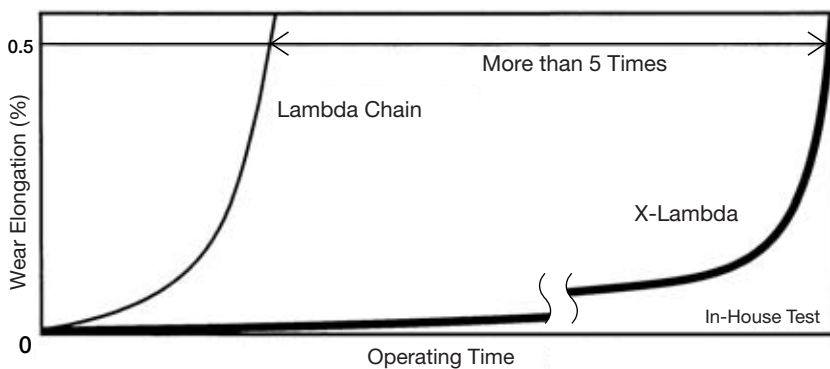 0.5
More than 5 Times
Lambda Chain
Wear Elongation (%)
X-Lambda
In-House Test
0
Operating Time